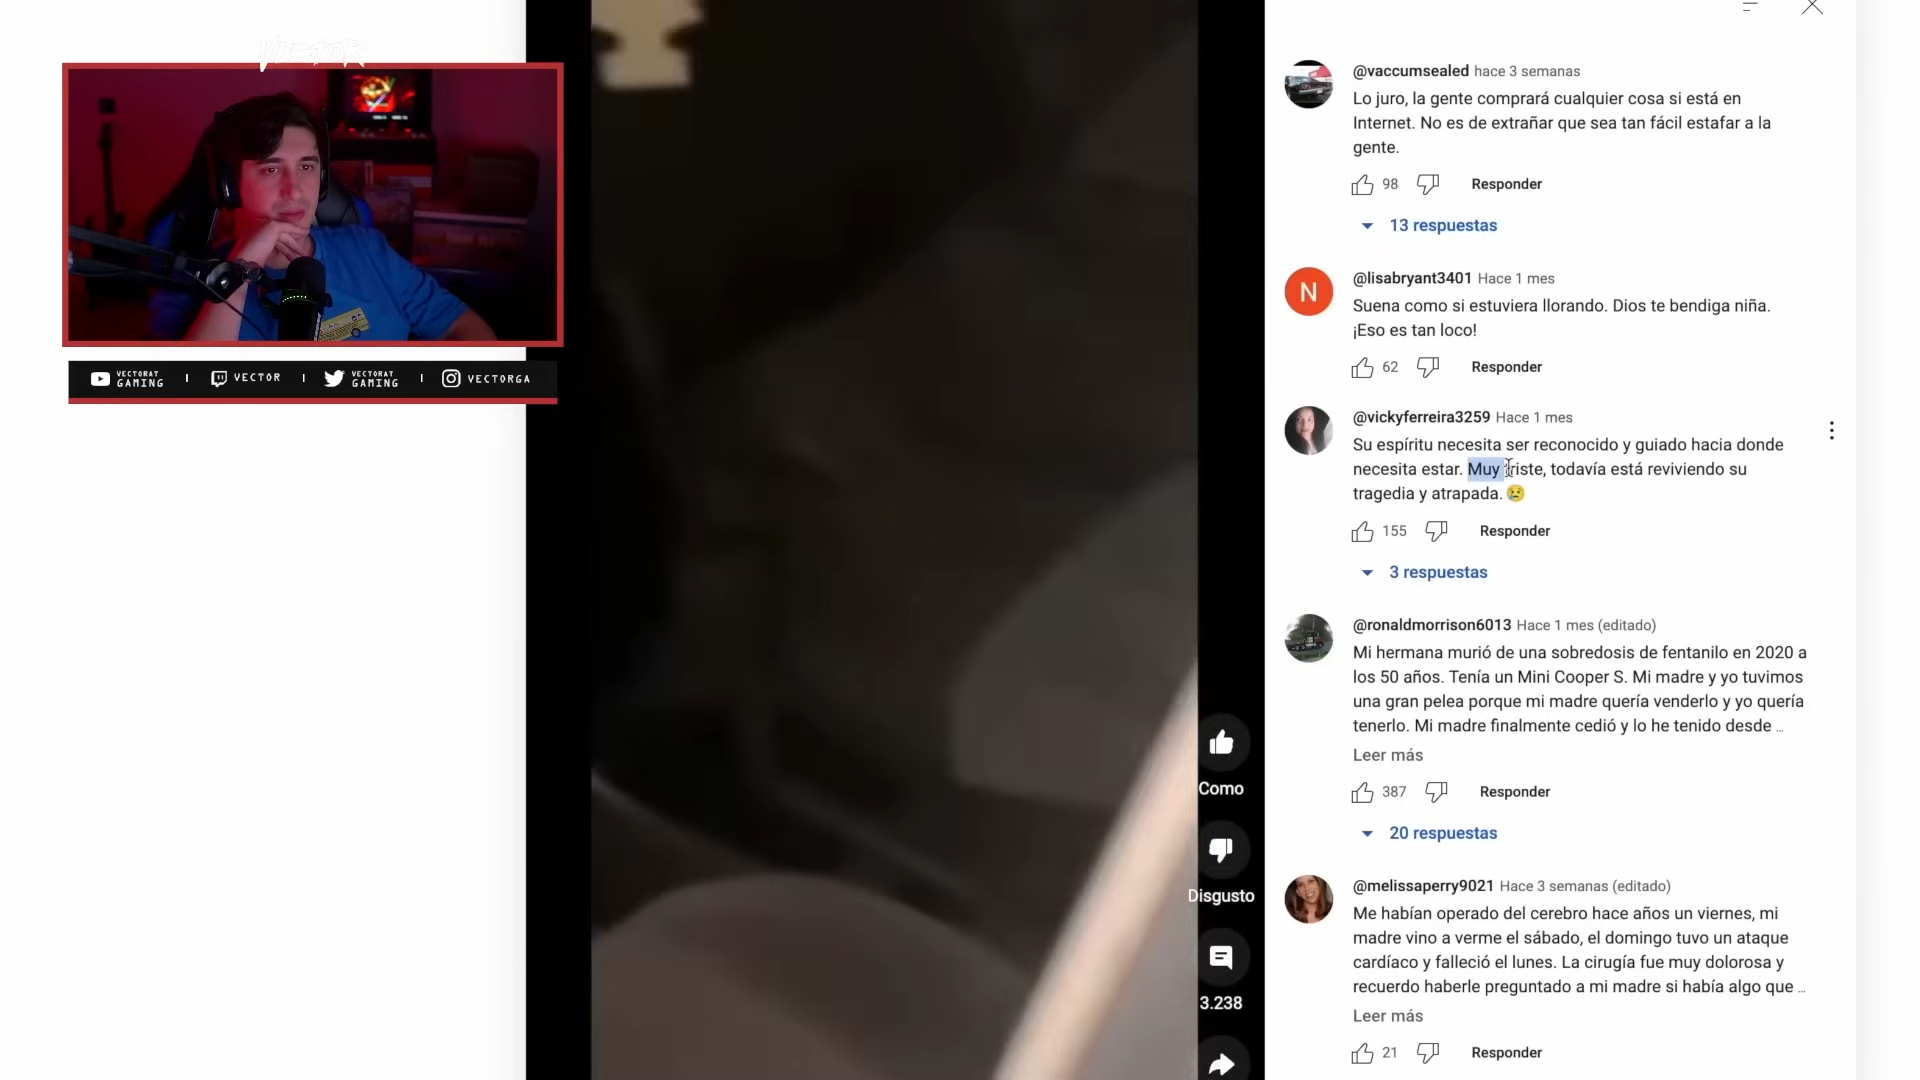 VECTOR
VECTORAT GAMING
VECTOR
VECTORAT GAMING
VECTORGA
Como
Disgusto
3.238
@vaccumsealed hace 3 semanas
Lo juro, la gente comprará cualquier cosa si está en
Internet. No es de extrañar que sea tan fácil estafar a la
gente.
98 Responder
13 respuestas
N
@lisabryant3401 Hace 1 mes
Suena como si estuviera llorando. Dios te bendiga niña.
¡Eso es tan loco!
62 Responder
@vickyferreira3259 Hace 1 mes
Su espíritu necesita ser reconocido y guiado hacia donde
necesita estar. Muy triste, todavía está reviviendo su
tragedia y atrapada. 😢
155 Responder
3 respuestas
@ronaldmorrison6013 Hace 1 mes (editado)
Mi hermana murió de una sobredosis de fentanilo en 2020 a
los 50 años. Tenía un Mini Cooper S. Mi madre y yo tuvimos
una gran pelea porque mi madre quería venderlo y yo quería
tenerlo. Mi madre finalmente cedió y lo he tenido desde ...
Leer más
387 Responder
20 respuestas
@melissaperry9021 Hace 3 semanas (editado)
Me habían operado del cerebro hace años un viernes, mi
madre vino a verme el sábado, el domingo tuvo un ataque
cardíaco y falleció el lunes. La cirugía fue muy dolorosa y
recuerdo haberle preguntado a mi madre si había algo que ...
Leer más
21 Responder